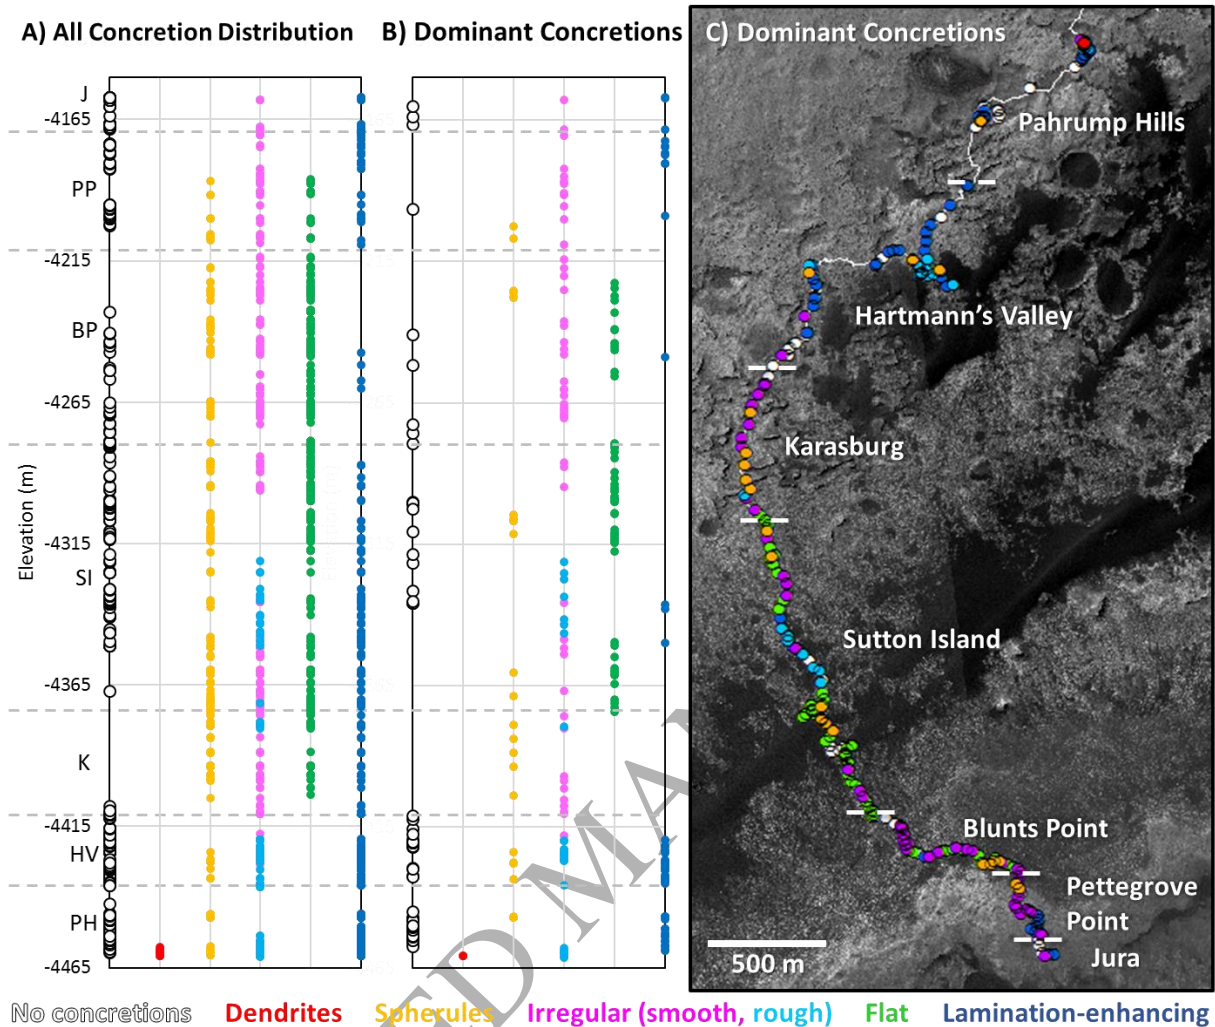 A) All Concretion Distribution
B) Dominant Concretions
C) Dominant Concretions
J
-4165
PP
-4215
BP
-4265
Elevation (m)
-4315
SI
-4365
K
-4415
HV
PH
-4465
Pahrump Hills
Hartmann's Valley
Karasburg
Sutton Island
Blunts Point
Pettegrove
Point
Jura
500 m
No concretions Dendrites Spherules Irregular (smooth, rough) Flat Lamination-enhancing